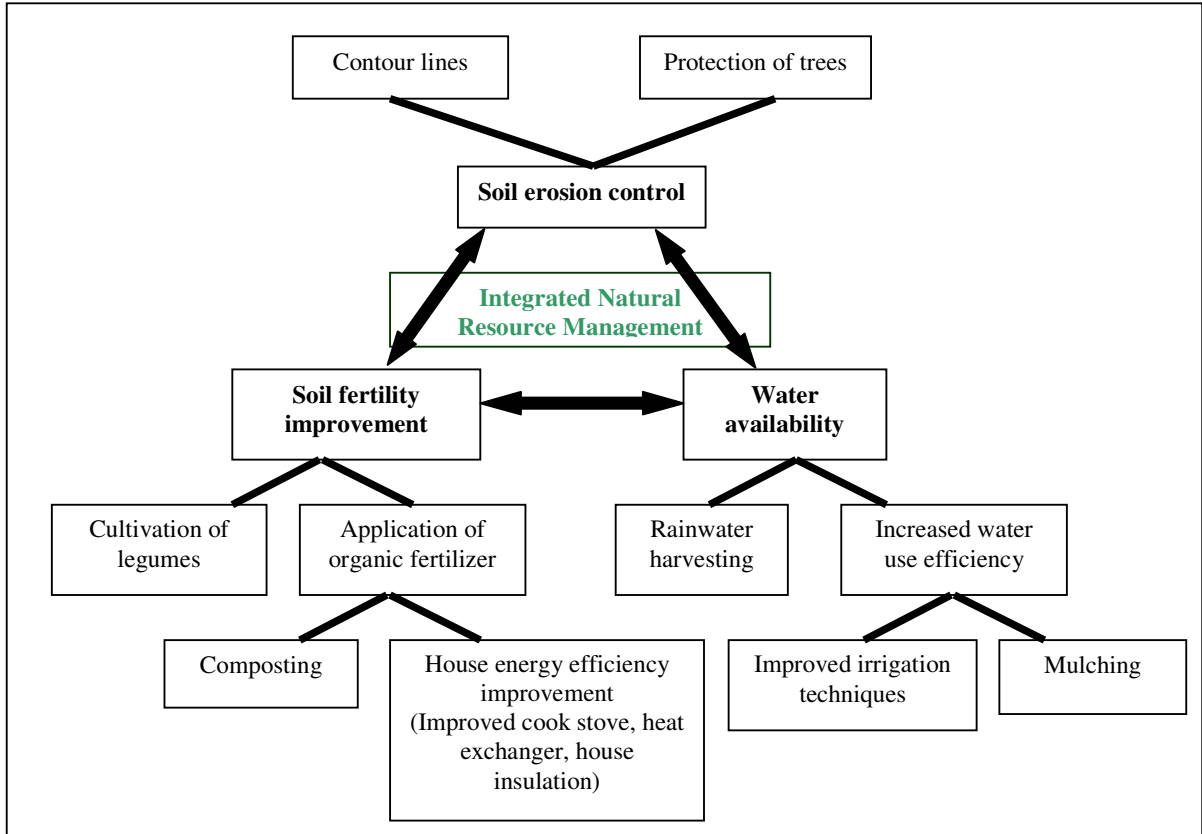 Contour lines
Protection of trees
Soil erosion control
Integrated Natural
Resource Management
Soil fertility
improvement
Water
availability
Cultivation of
legumes
Application of
organic fertilizer
Rainwater
harvesting
Increased water
use efficiency
Composting
House energy efficiency
improvement
(Improved cook stove, heat
exchanger, house
insulation)
Improved irrigation
techniques
Mulching